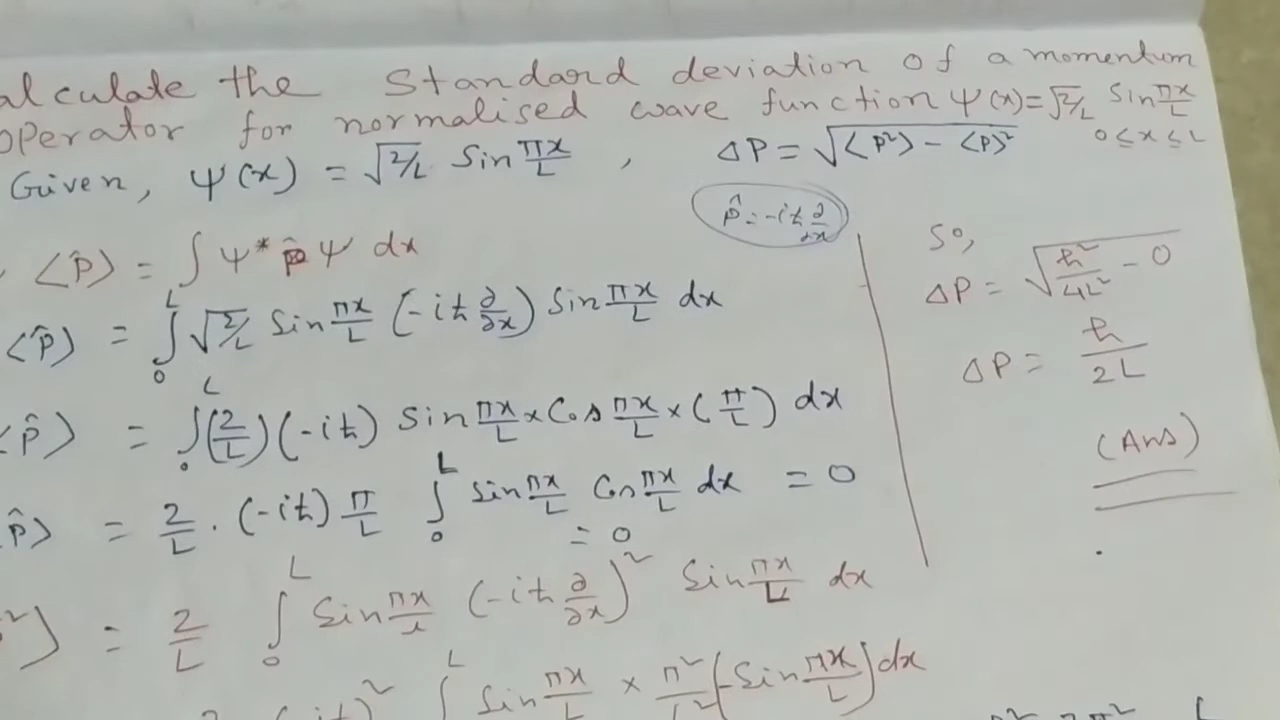 alculate the Standard deviation of a momentum
operator for normalised wave function Ψ(x)=√2/L Sin πx/L
0≤x≤L
Given, Ψ(x) = √2/L Sin πx/L , ΔP = √⟨P²⟩ - ⟨P⟩²
p̂ = -iħ ∂/∂x
⟨p̂⟩ = ∫ Ψ* p̂ Ψ dx
⟨p̂⟩ = ∫₀ᴸ √2/L Sin πx/L (-iħ ∂/∂x) Sin πx/L dx
⟨p̂⟩ = ∫₀ᴸ (2/L)(-iħ) Sin πx/L × Cos πx/L × (π/L) dx
p̂⟩ = 2/L · (-iħ) π/L ∫₀ᴸ Sin πx/L Cos πx/L dx = 0
= 0
²⟩ = 2/L ∫₀ᴸ Sin πx/L (-iħ ∂/∂x)² Sin πx/L dx
∫ᴸ Sin πx/L × π²/L² (-Sin πx/L) dx
So,
ΔP = √ħ²/4L² - 0
ΔP = ħ/2L
(Ans)